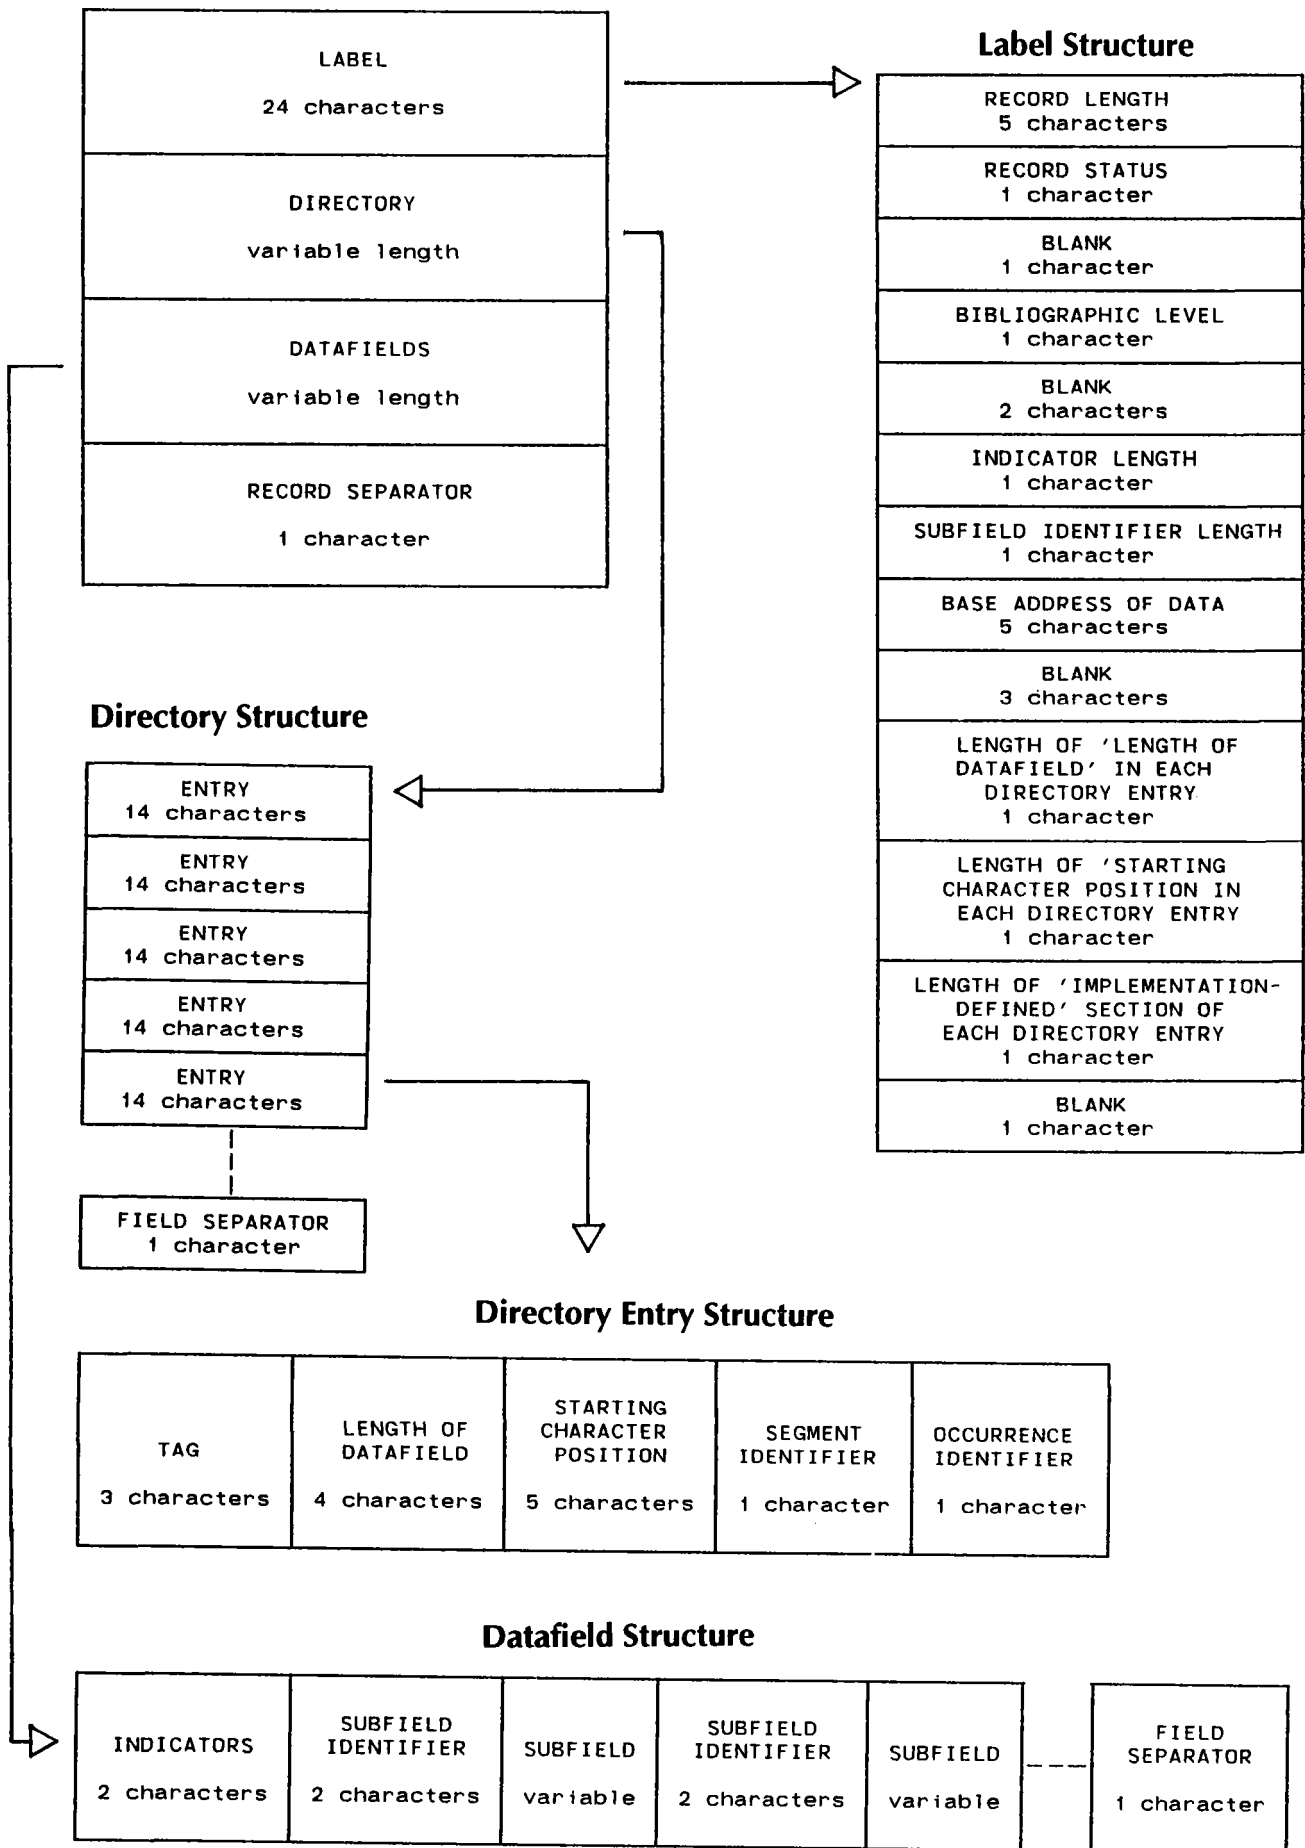 LABEL
24 characters
DIRECTORY
variable length
DATAFIELDS
variable length
RECORD SEPARATOR
1 character
Label Structure
RECORD LENGTH
5 characters
RECORD STATUS
1 character
BLANK
1 character
BIBLIOGRAPHIC LEVEL
1 character
BLANK
2 characters
INDICATOR LENGTH
1 character
SUBFIELD IDENTIFIER LENGTH
1 character
BASE ADDRESS OF DATA
5 characters
BLANK
3 characters
LENGTH OF 'LENGTH OF
DATAFIELD' IN EACH
DIRECTORY ENTRY
1 character
LENGTH OF 'STARTING
CHARACTER POSITION IN
EACH DIRECTORY ENTRY
1 character
LENGTH OF 'IMPLEMENTATION-
DEFINED' SECTION OF
EACH DIRECTORY ENTRY
1 character
BLANK
1 character
Directory Structure
ENTRY
14 characters
ENTRY
14 characters
ENTRY
14 characters
ENTRY
14 characters
ENTRY
14 characters
FIELD SEPARATOR
1 character
Directory Entry Structure
TAG
3 characters
LENGTH OF
DATAFIELD
4 characters
STARTING
CHARACTER
POSITION
5 characters
SEGMENT
IDENTIFIER
1 character
OCCURRENCE
IDENTIFIER
1 character
Datafield Structure
INDICATORS
2 characters
SUBFIELD
IDENTIFIER
2 characters
SUBFIELD
variable
SUBFIELD
IDENTIFIER
2 characters
SUBFIELD
variable
FIELD
SEPARATOR
1 character